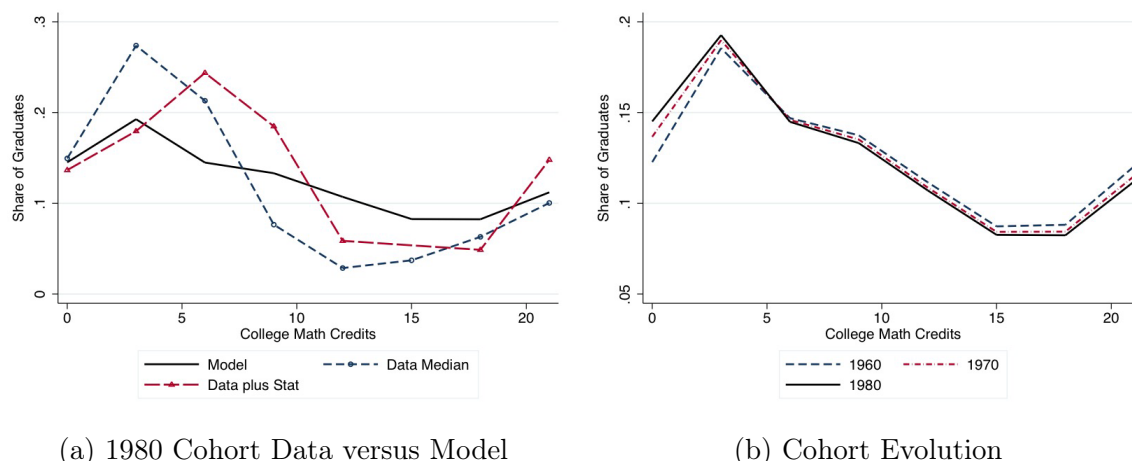 .3
.2
.1
0
Share of Graduates
0 5 10 15 20
College Math Credits
Model Data Median
Data plus Stat
(a) 1980 Cohort Data versus Model
.2
.15
.1
.05
Share of Graduates
0 5 10 15 20
College Math Credits
1960 1970
1980
(b) Cohort Evolution